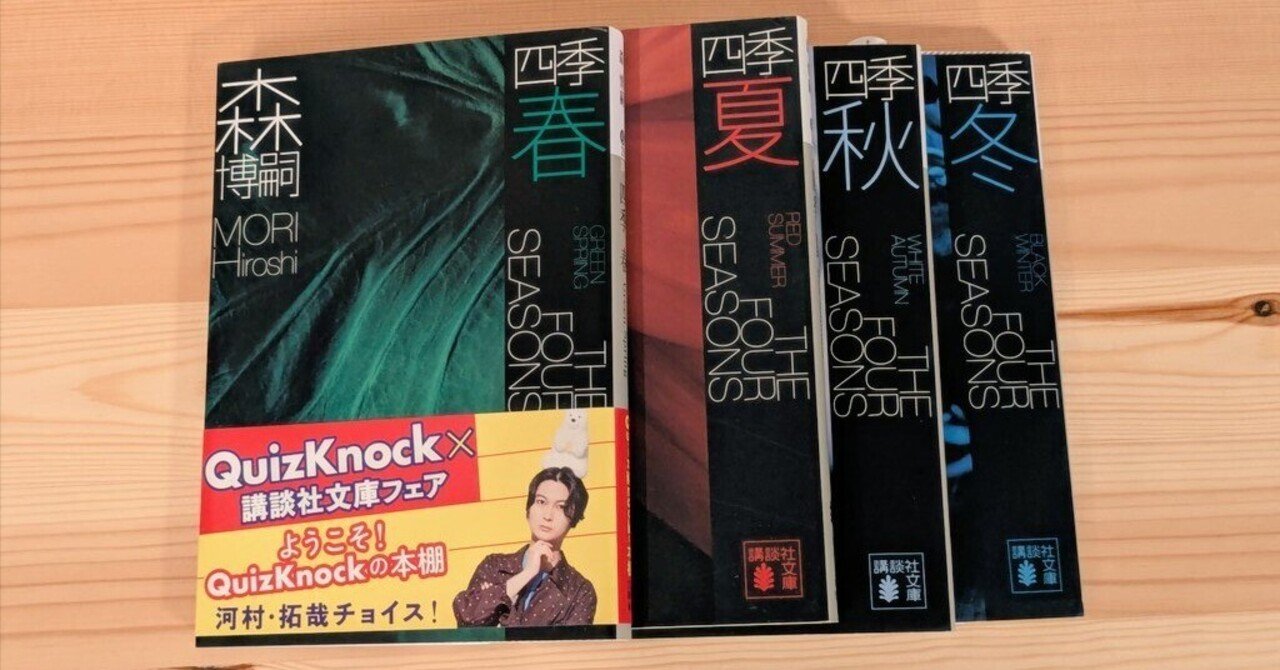 森
博嗣
MORI
Hiroshi
四季
春
GREEN
SPRING
THE
FOUR
SEASONS
QuizKnock×
講談社文庫フェア
ようこそ!
QuizKnockの本棚
河村・拓哉チョイス!
四季
夏
RED
SUMMER
THE
FOUR
SEASONS
講談社
文庫
四季
秋
WHITE
AUTUMN
THE
FOUR
SEASONS
講談社
文庫
四季
冬
BLACK
WINTER
THE
FOUR
SEASONS
講談社
文庫